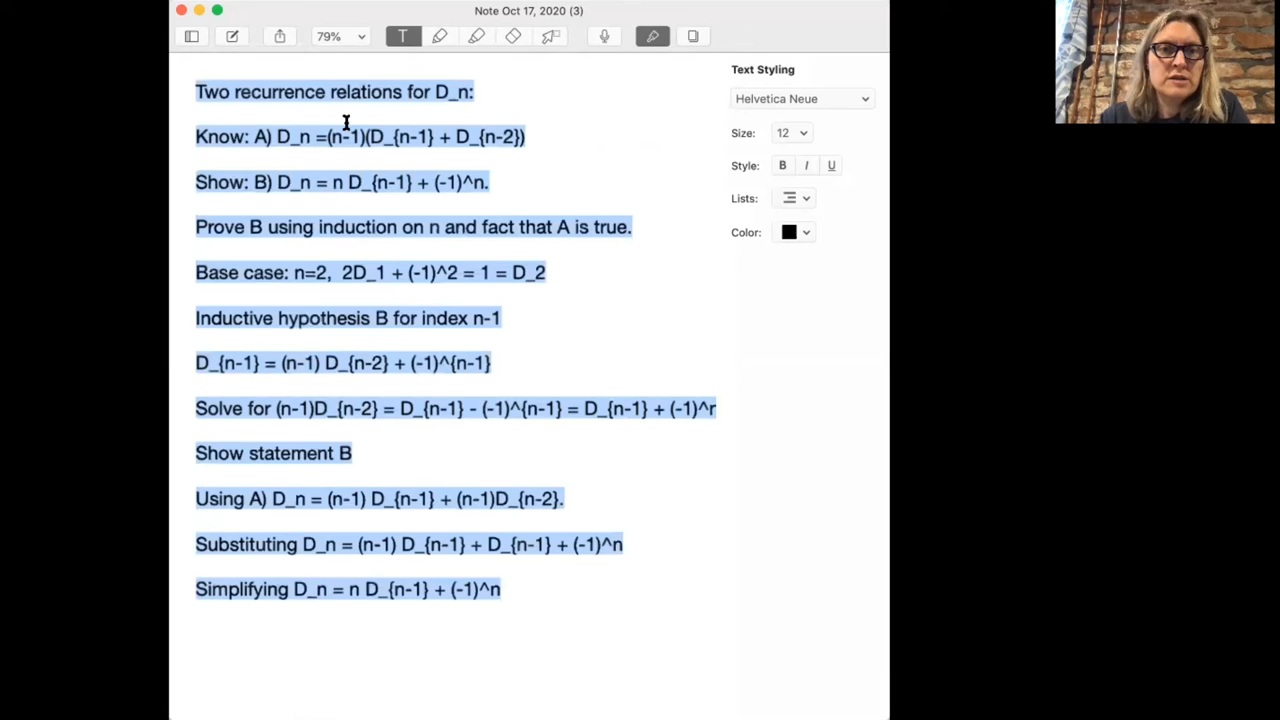 Note Oct 17, 2020 (3)
79%
T
Two recurrence relations for D_n:
Know: A) D_n =(n-1)(D_{n-1} + D_{n-2})
Show: B) D_n = n D_{n-1} + (-1)^n.
Prove B using induction on n and fact that A is true.
Base case: n=2, 2D_1 + (-1)^2 = 1 = D_2
Inductive hypothesis B for index n-1
D_{n-1} = (n-1) D_{n-2} + (-1)^{n-1}
Solve for (n-1)D_{n-2} = D_{n-1} - (-1)^{n-1} = D_{n-1} + (-1)^n
Show statement B
Using A) D_n = (n-1) D_{n-1} + (n-1)D_{n-2}.
Substituting D_n = (n-1) D_{n-1} + D_{n-1} + (-1)^n
Simplifying D_n = n D_{n-1} + (-1)^n
Text Styling
Helvetica Neue
Size: 12
Style: B I U
Lists:
Color: